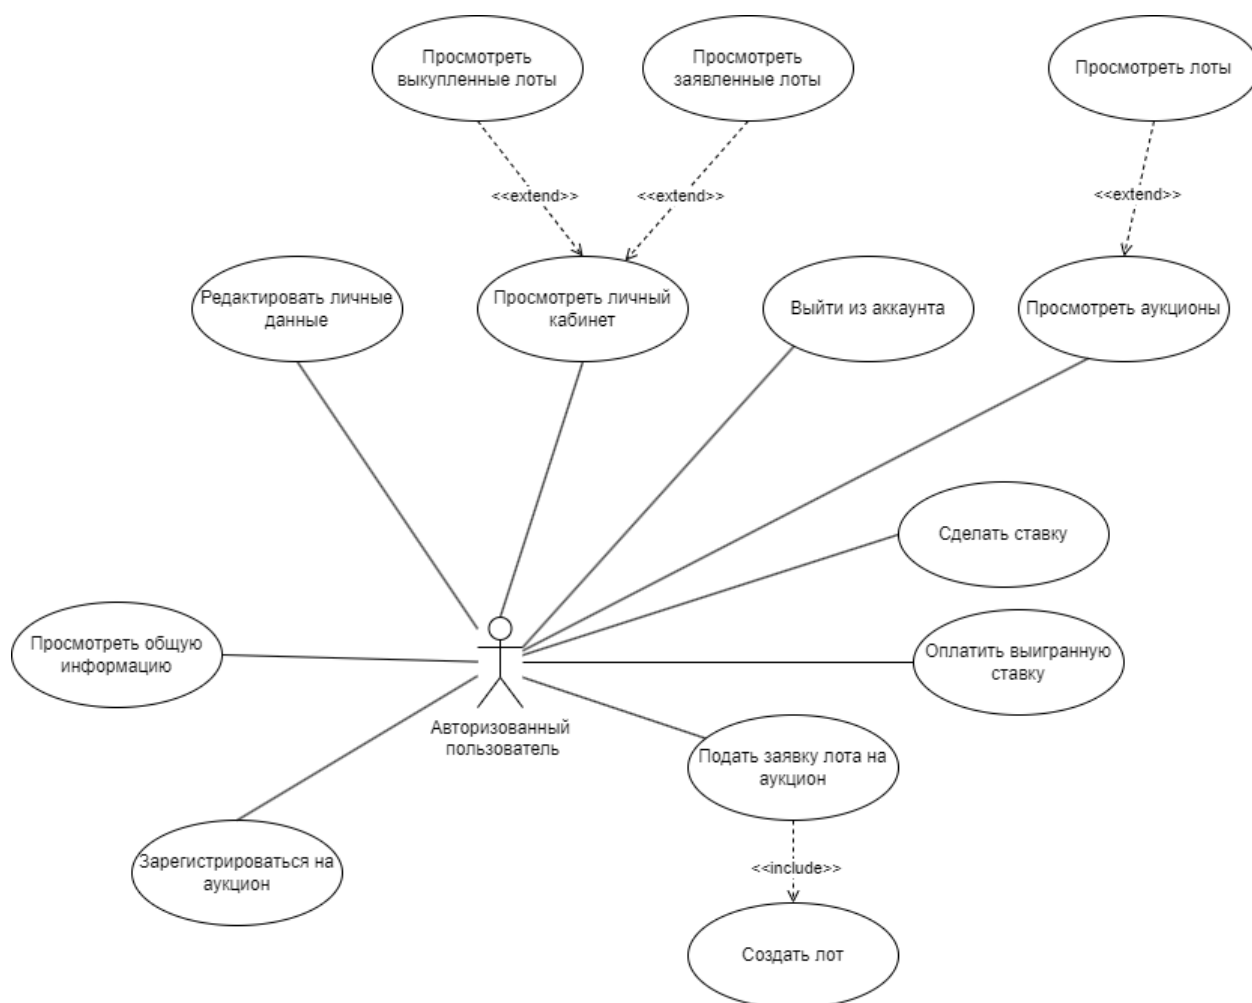 Просмотреть
выкупленные лоты
Просмотреть
заявленные лоты
Просмотреть лоты
<<extend>>
<<extend>>
<<extend>>
Редактировать личные
данные
Просмотреть личный
кабинет
Выйти из аккаунта
Просмотреть аукционы
Сделать ставку
Просмотреть общую
информацию
Оплатить выигранную
ставку
Авторизованный
пользователь
Подать заявку лота на
аукцион
Зарегистрироваться на
аукцион
<<include>>
Создать лот